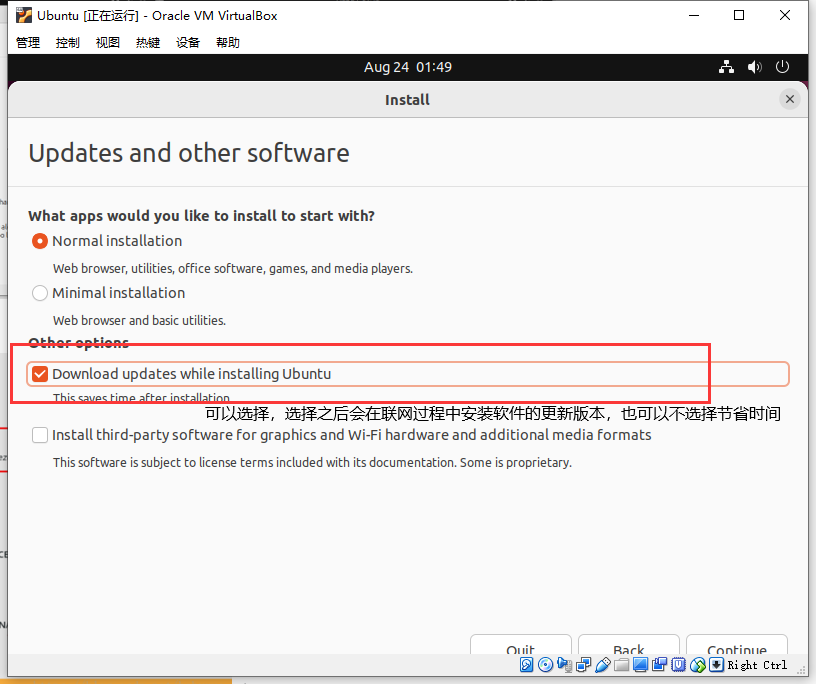 Ubuntu [正在运行] - Oracle VM VirtualBox
管理 控制 视图 热键 设备 帮助
Aug 24 01:49
Install
Updates and other software
What apps would you like to install to start with?
Normal installation
Web browser, utilities, office software, games, and media players.
Minimal installation
Web browser and basic utilities.
Other options
Download updates while installing Ubuntu
This saves time after installation.
可以选择，选择之后会在联网过程中安装软件的更新版本，也可以不选择节省时间
Install third-party software for graphics and Wi-Fi hardware and additional media formats
This software is subject to license terms included with its documentation. Some is proprietary.
Quit Back Continue
Right Ctrl